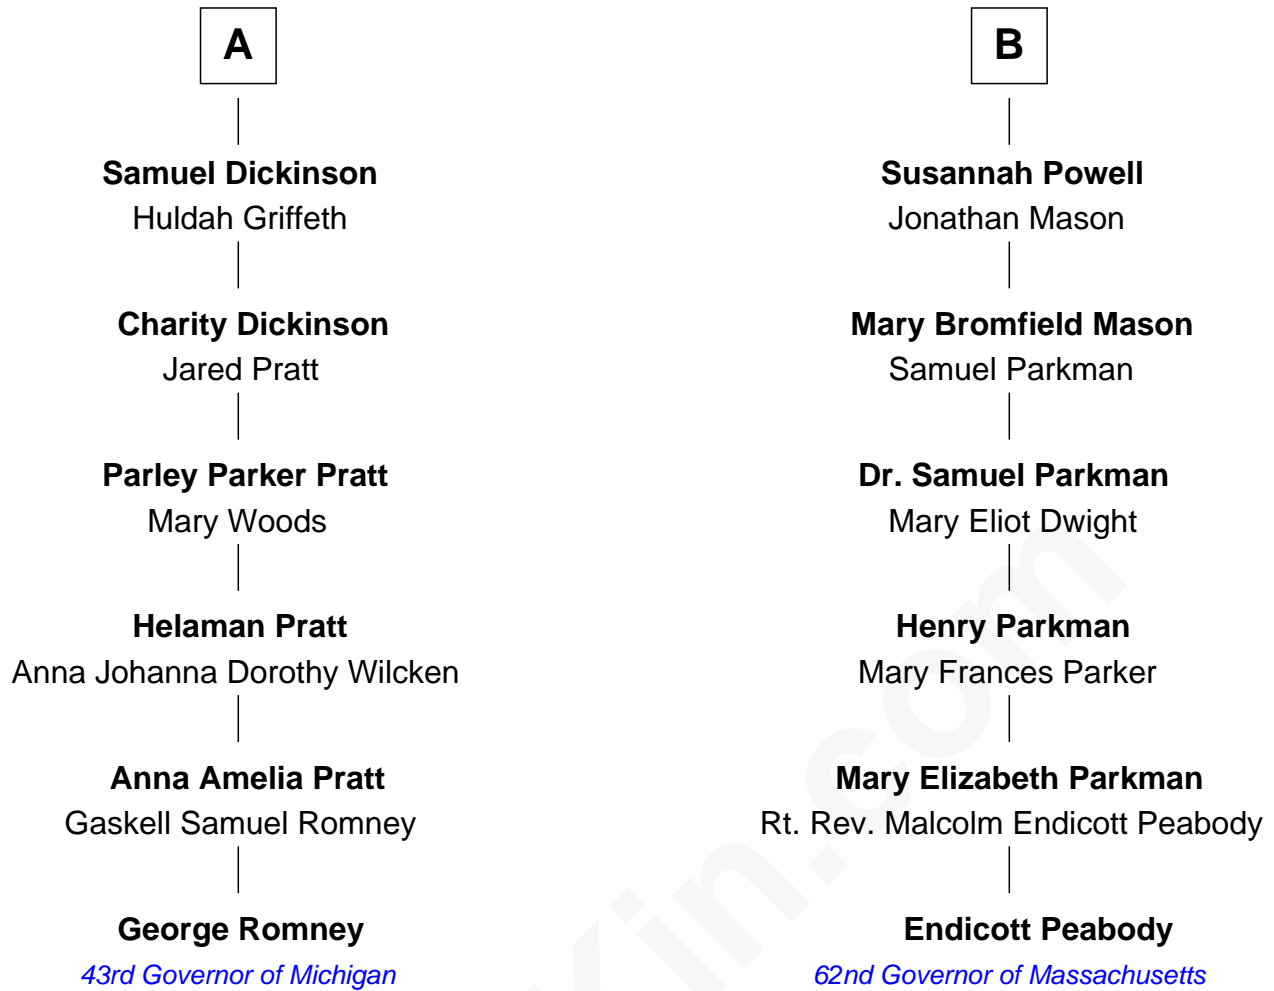 A
Samuel Dickinson
Huldah Griffeth
Charity Dickinson
Jared Pratt
Parley Parker Pratt
Mary Woods
Helaman Pratt
Anna Johanna Dorothy Wilcken
Anna Amelia Pratt
Gaskell Samuel Romney
George Romney
43rd Governor of Michigan
B
Susannah Powell
Jonathan Mason
Mary Bromfield Mason
Samuel Parkman
Dr. Samuel Parkman
Mary Eliot Dwight
Henry Parkman
Mary Frances Parker
Mary Elizabeth Parkman
Rt. Rev. Malcolm Endicott Peabody
Endicott Peabody
62nd Governor of Massachusetts